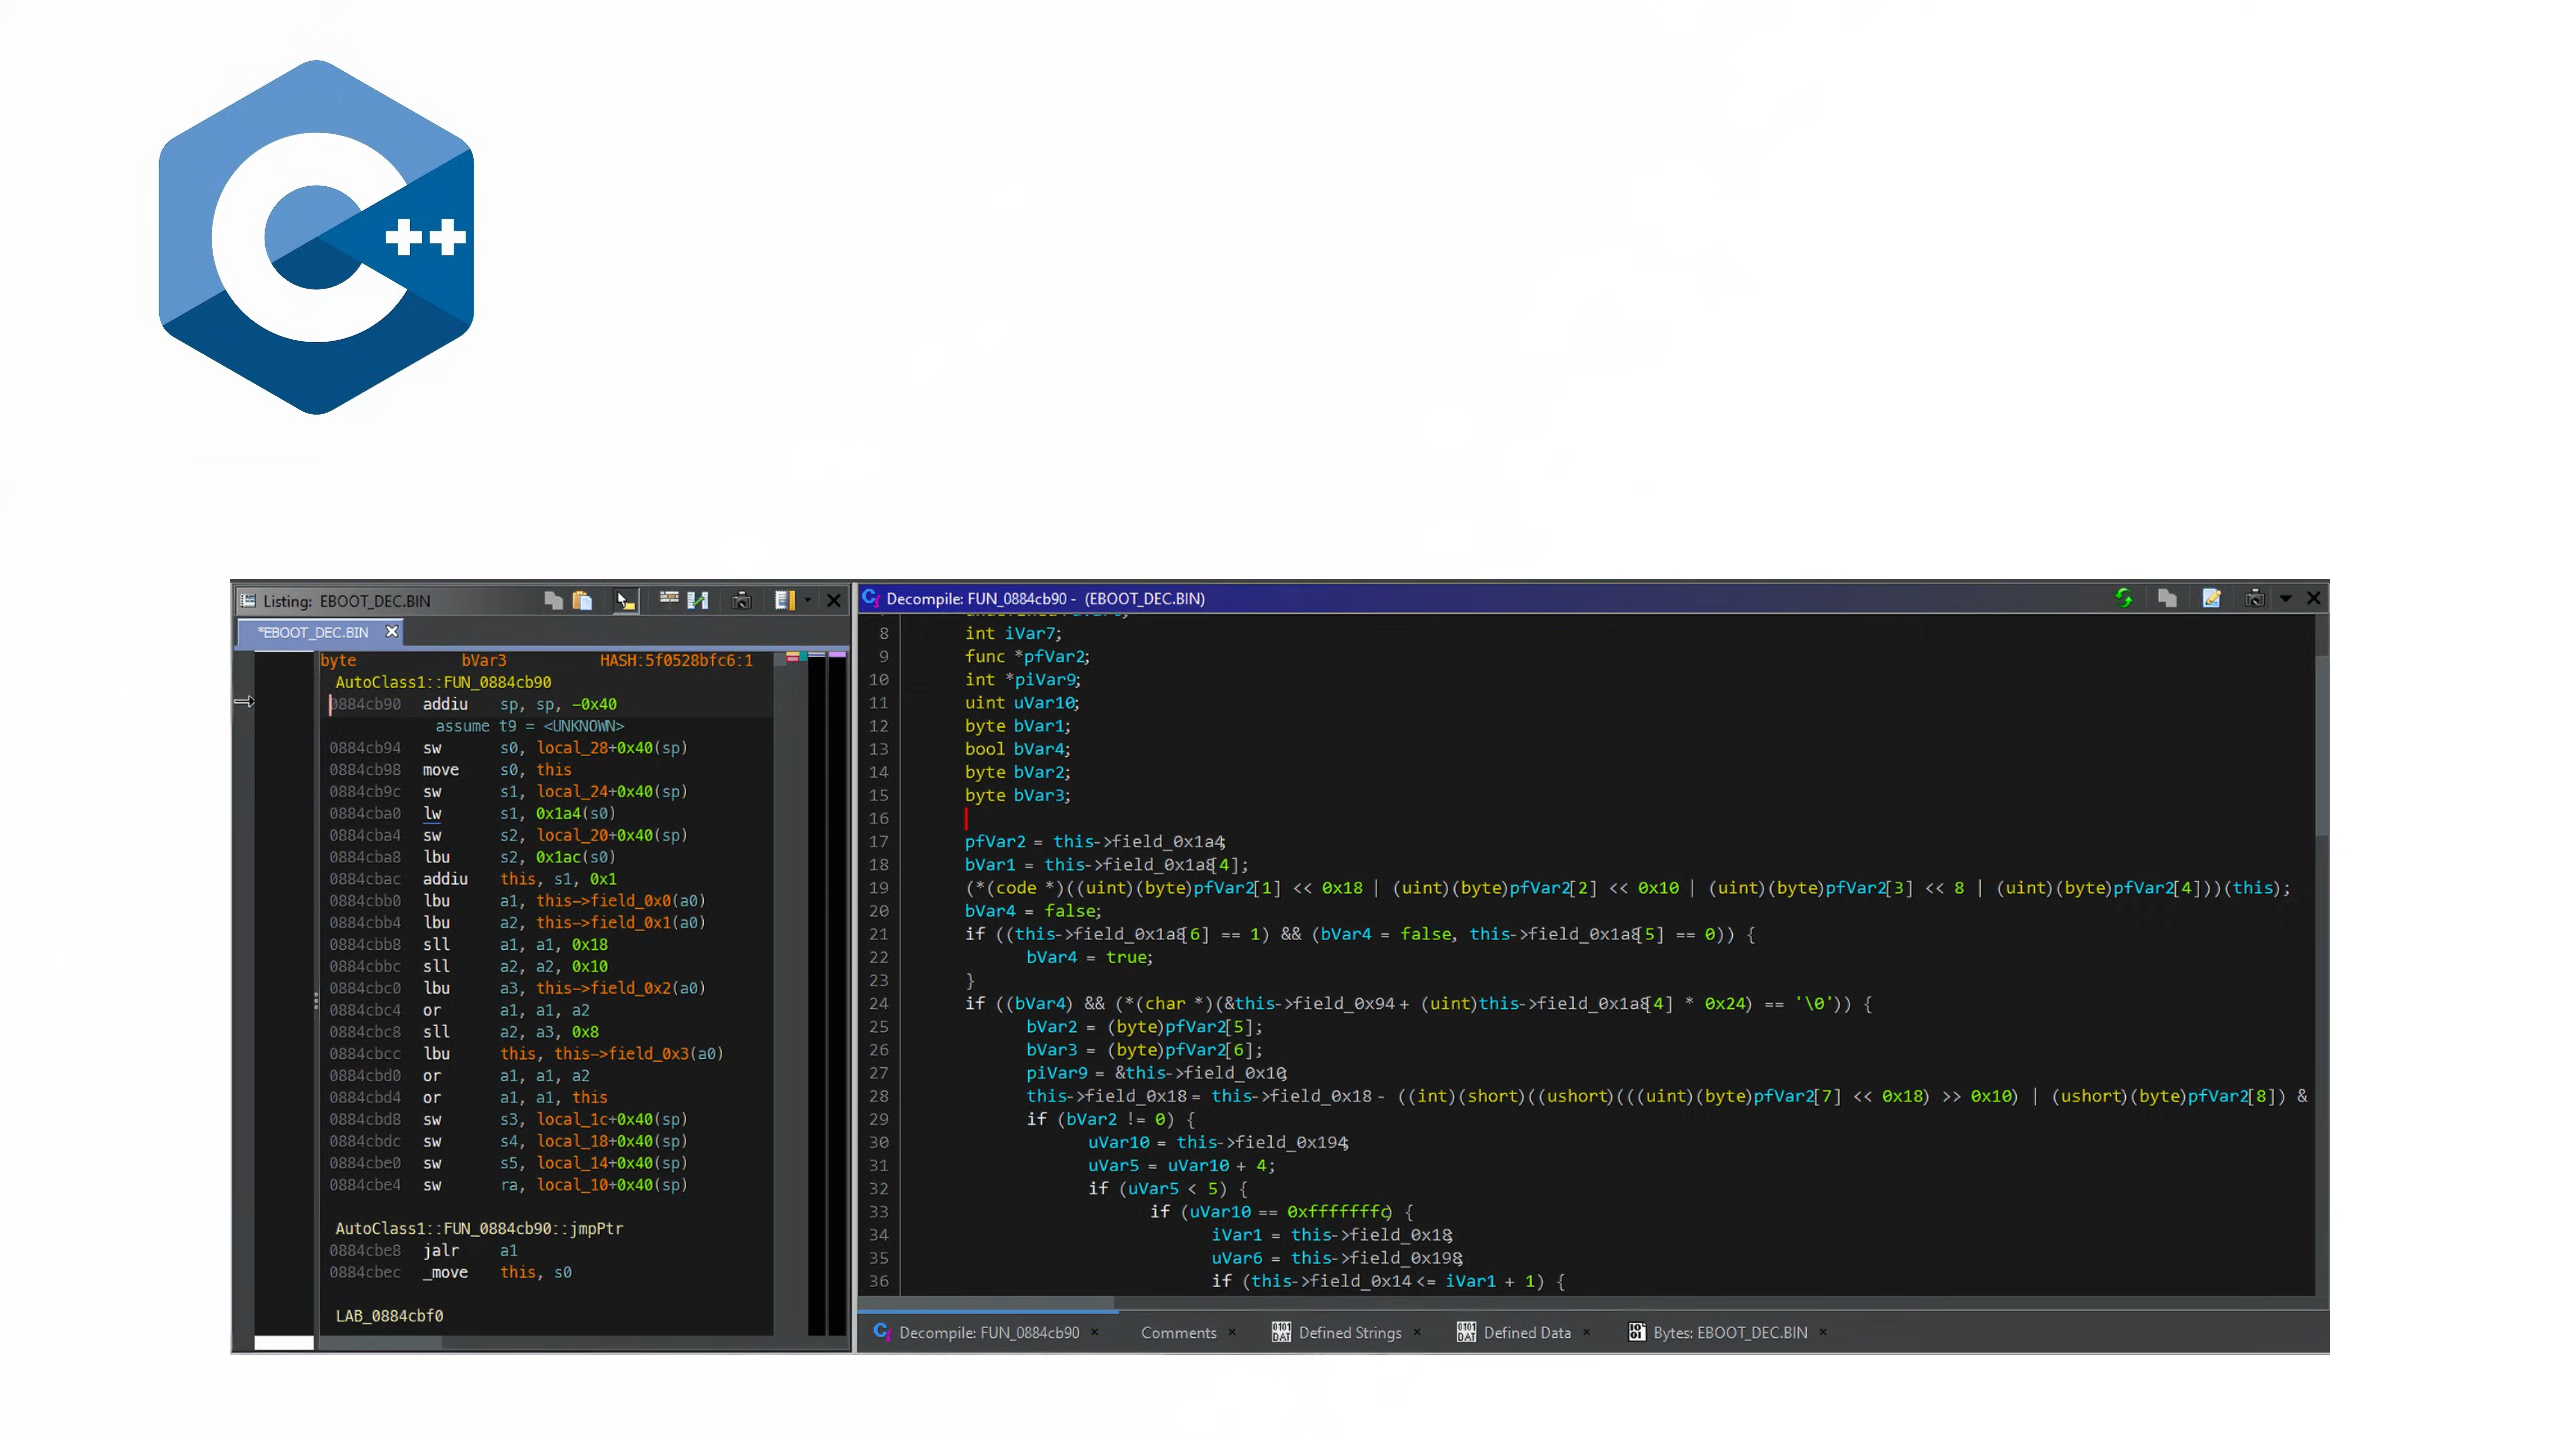 C++
Listing: EBOOT_DEC.BIN
*EBOOT_DEC.BIN
byte bVar3 HASH:5f0528bfc6:1
AutoClass1::FUN_0884cb90
0884cb90 addiu sp, sp, -0x40
assume t9 = <UNKNOWN>
0884cb94 sw s0, local_28+0x40(sp)
0884cb98 move s0, this
0884cb9c sw s1, local_24+0x40(sp)
0884cba0 lw s1, 0x1a4(s0)
0884cba4 sw s2, local_20+0x40(sp)
0884cba8 lbu s2, 0x1ac(s0)
0884cbac addiu this, s1, 0x1
0884cbb0 lbu a1, this->field_0x0(a0)
0884cbb4 lbu a2, this->field_0x1(a0)
0884cbb8 sll a1, a1, 0x18
0884cbbc sll a2, a2, 0x10
0884cbc0 lbu a3, this->field_0x2(a0)
0884cbc4 or a1, a1, a2
0884cbc8 sll a2, a3, 0x8
0884cbcc lbu this, this->field_0x3(a0)
0884cbd0 or a1, a1, a2
0884cbd4 or a1, a1, this
0884cbd8 sw s3, local_1c+0x40(sp)
0884cbdc sw s4, local_18+0x40(sp)
0884cbe0 sw s5, local_14+0x40(sp)
0884cbe4 sw ra, local_10+0x40(sp)
AutoClass1::FUN_0884cb90::jmpPtr
0884cbe8 jalr a1
0884cbec _move this, s0
LAB_0884cbf0
Decompile: FUN_0884cb90 - (EBOOT_DEC.BIN)
8 int iVar7;
9 func *pfVar2;
10 int *piVar9;
11 uint uVar10;
12 byte bVar1;
13 bool bVar4;
14 byte bVar2;
15 byte bVar3;
16
17 pfVar2 = this->field_0x1a4;
18 bVar1 = this->field_0x1a8[4];
19 (*(code *)((uint)(byte)pfVar2[1] << 0x18 | (uint)(byte)pfVar2[2] << 0x10 | (uint)(byte)pfVar2[3] << 8 | (uint)(byte)pfVar2[4]))(this);
20 bVar4 = false;
21 if ((this->field_0x1a8[6] == 1) && (bVar4 = false, this->field_0x1a8[5] == 0)) {
22 bVar4 = true;
23 }
24 if ((bVar4) && (*(char *)(&this->field_0x94 + (uint)this->field_0x1a8[4] * 0x24) == '\0')) {
25 bVar2 = (byte)pfVar2[5];
26 bVar3 = (byte)pfVar2[6];
27 piVar9 = &this->field_0x10;
28 this->field_0x18 = this->field_0x18 - ((int)(short)((ushort)(((uint)(byte)pfVar2[7] << 0x18) >> 0x10) | (ushort)(byte)pfVar2[8]) &
29 if (bVar2 != 0) {
30 uVar10 = this->field_0x194;
31 uVar5 = uVar10 + 4;
32 if (uVar5 < 5) {
33 if (uVar10 == 0xfffffffc) {
34 iVar1 = this->field_0x18;
35 uVar6 = this->field_0x198;
36 if (this->field_0x14 <= iVar1 + 1) {
Decompile: FUN_0884cb90 × Comments × Defined Strings × Defined Data × Bytes: EBOOT_DEC.BIN ×